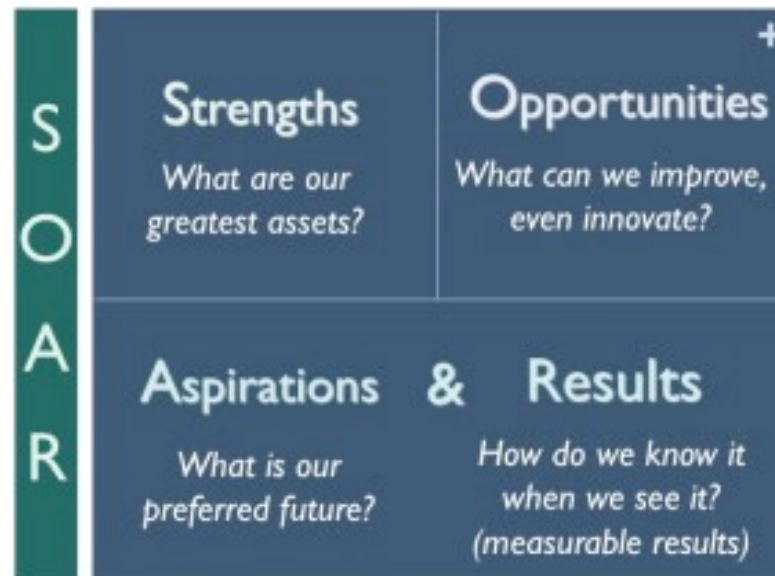 S
O
A
R
Strengths
What are our
greatest assets?
+
Opportunities
What can we improve,
even innovate?
Aspirations & Results
What is our
preferred future?
How do we know it
when we see it?
(measurable results)